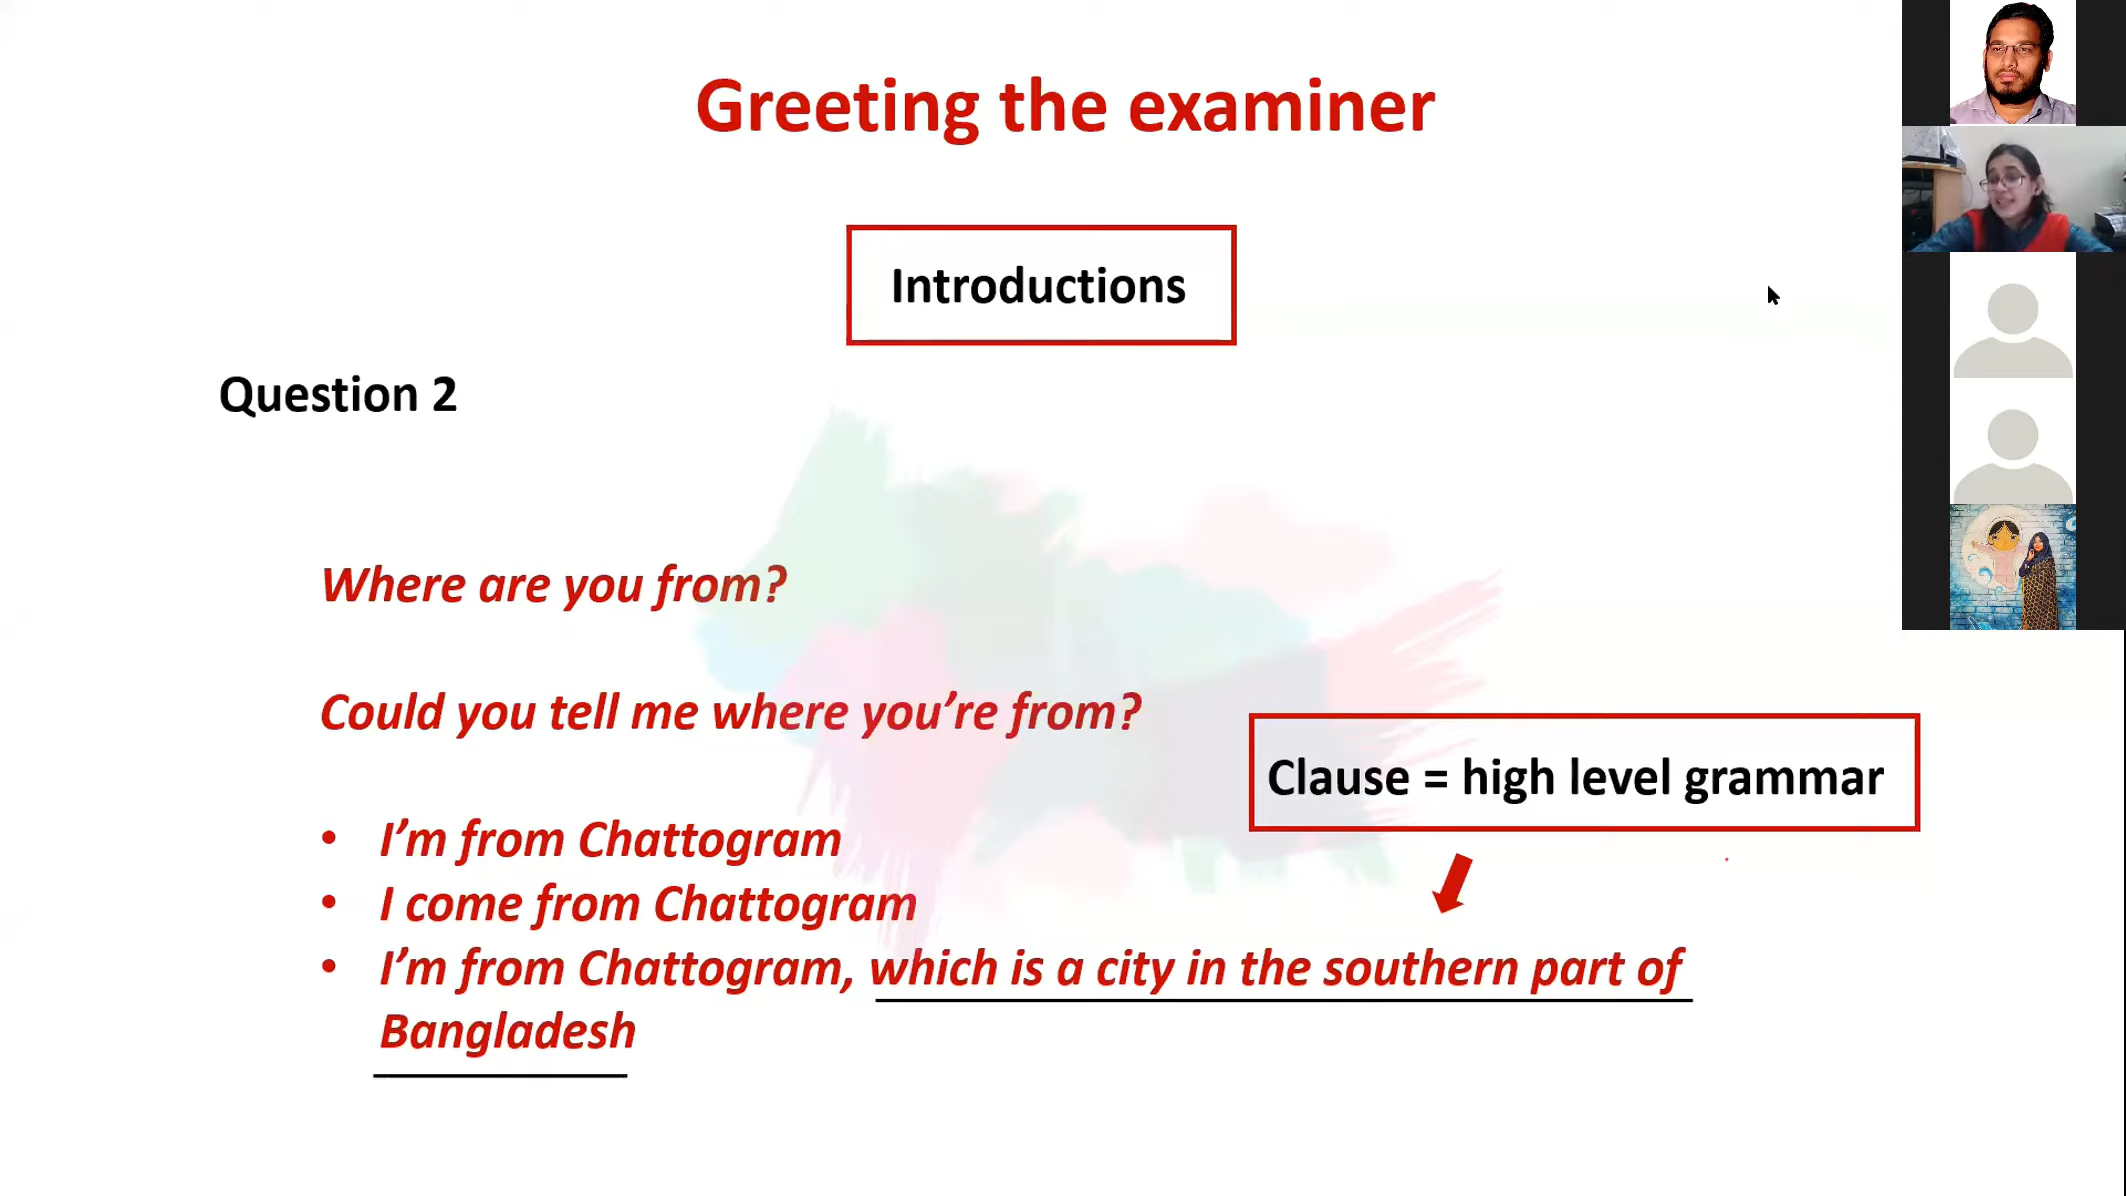 Greeting the examiner
Introductions
Question 2
Where are you from?
Could you tell me where you’re from?
Clause = high level grammar
• I’m from Chattogram
• I come from Chattogram
• I’m from Chattogram, which is a city in the southern part of
Bangladesh